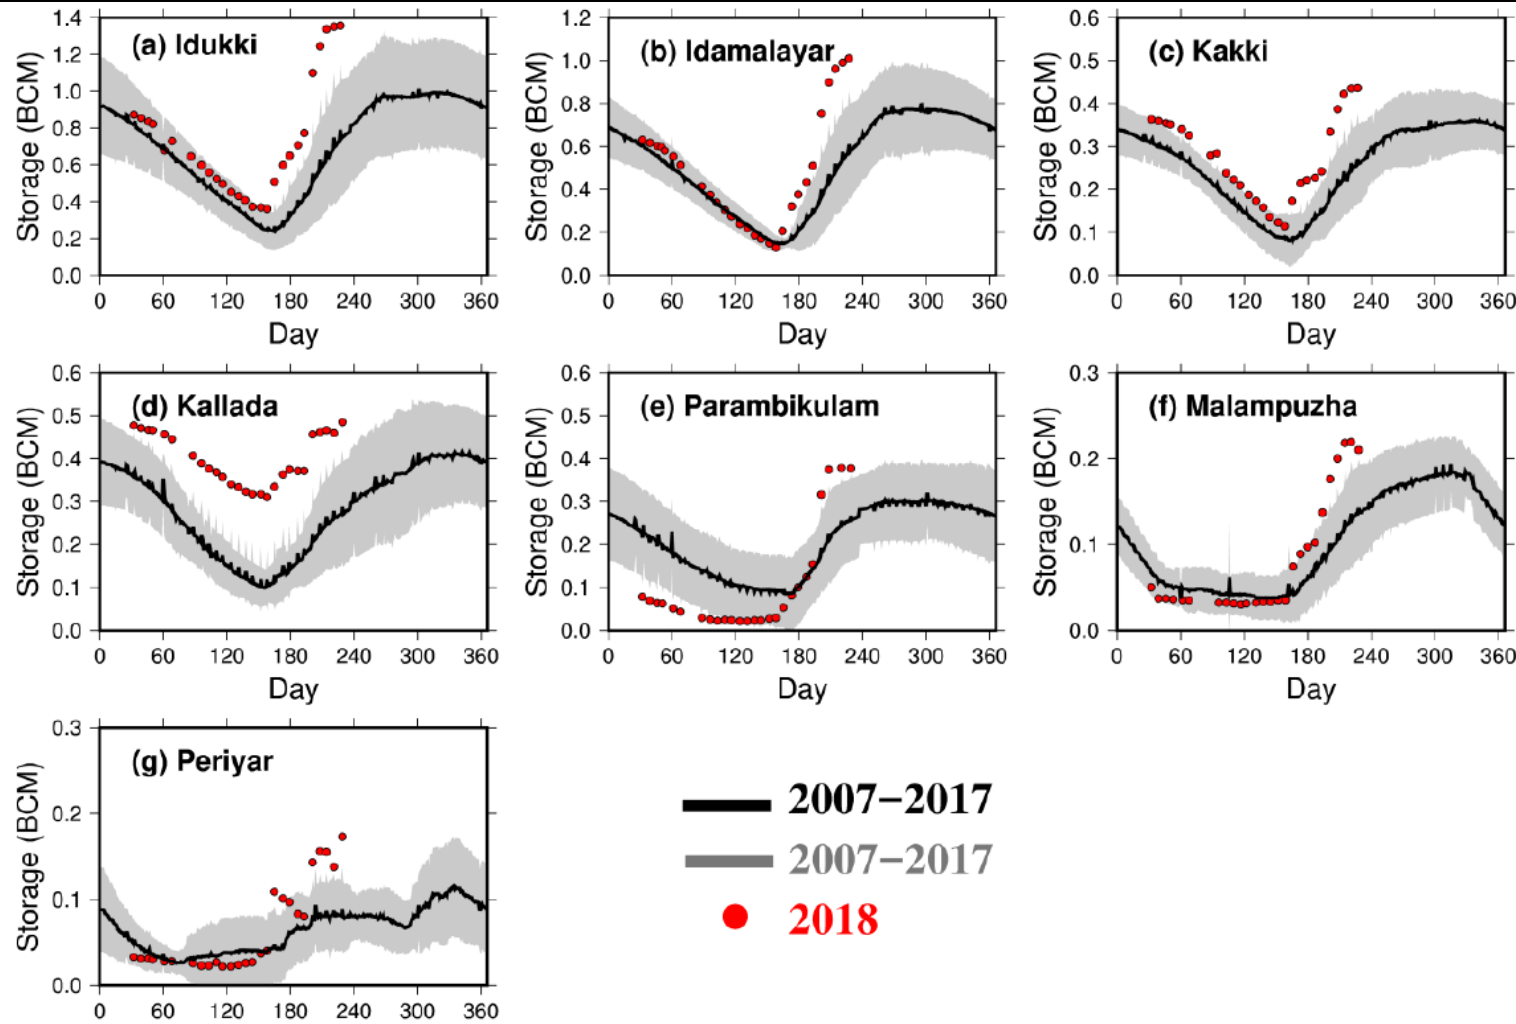 (a) Idukki
Storage (BCM)
1.4
1.2
1.0
0.8
0.6
0.4
0.2
0.0
0 60 120 180 240 300 360
Day
(b) Idamalayar
Storage (BCM)
1.2
1.0
0.8
0.6
0.4
0.2
0.0
0 60 120 180 240 300 360
Day
(c) Kakki
Storage (BCM)
0.6
0.5
0.4
0.3
0.2
0.1
0.0
0 60 120 180 240 300 360
Day
(d) Kallada
Storage (BCM)
0.6
0.5
0.4
0.3
0.2
0.1
0.0
0 60 120 180 240 300 360
Day
(e) Parambikulam
Storage (BCM)
0.6
0.5
0.4
0.3
0.2
0.1
0.0
0 60 120 180 240 300 360
Day
(f) Malampuzha
Storage (BCM)
0.3
0.2
0.1
0.0
0 60 120 180 240 300 360
Day
(g) Periyar
Storage (BCM)
0.3
0.2
0.1
0.0
0 60 120 180 240 300 360
2007−2017
2007−2017
2018